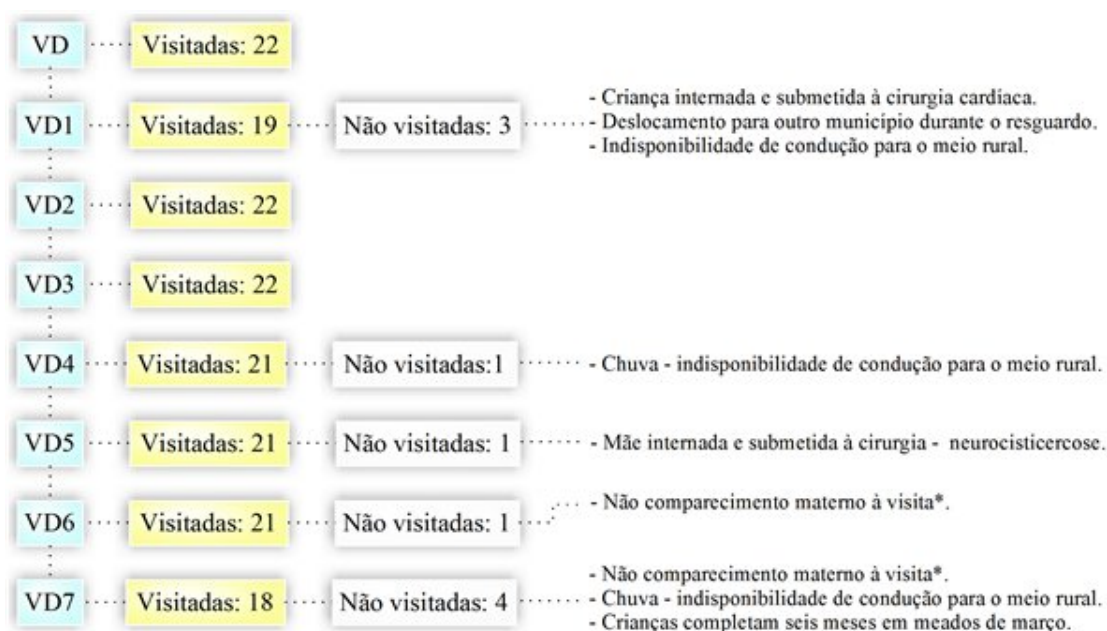 VD Visitadas: 22
VD1 Visitadas: 19 Não visitadas: 3
- Criança internada e submetida à cirurgia cardíaca.
- Deslocamento para outro município durante o resguardo.
- Indisponibilidade de condução para o meio rural.
VD2 Visitadas: 22
VD3 Visitadas: 22
VD4 Visitadas: 21 Não visitadas:1 - Chuva - indisponibilidade de condução para o meio rural.
VD5 Visitadas: 21 Não visitadas: 1 - Mãe internada e submetida à cirurgia - neurocisticercose.
VD6 Visitadas: 21 Não visitadas: 1 - Não comparecimento materno à visita*.
VD7 Visitadas: 18 Não visitadas: 4
- Não comparecimento materno à visita*.
- Chuva - indisponibilidade de condução para o meio rural.
- Crianças completam seis meses em meados de março.